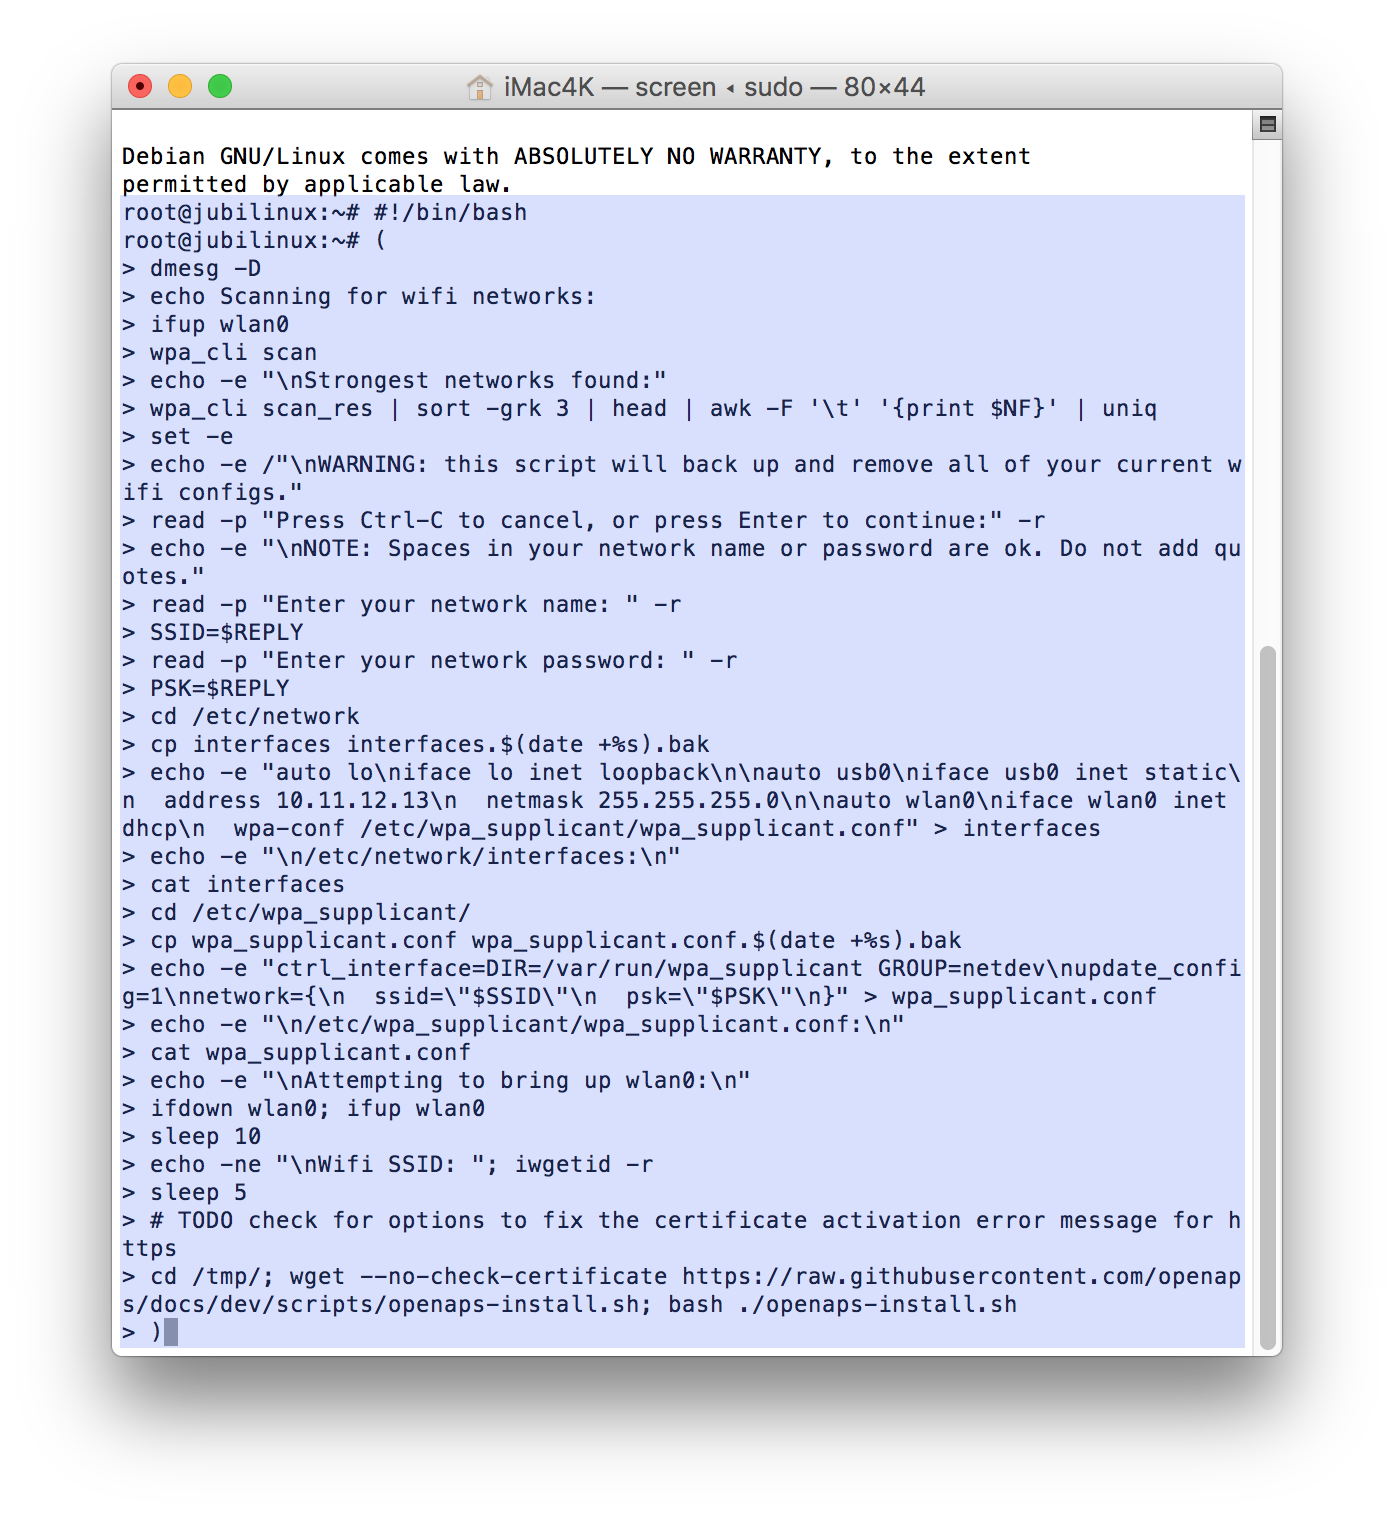 iMac4K — screen ◂ sudo — 80×44
Debian GNU/Linux comes with ABSOLUTELY NO WARRANTY, to the extent
permitted by applicable law.
root@jubilinux:~# #!/bin/bash
root@jubilinux:~# (
> dmesg -D
> echo Scanning for wifi networks:
> ifup wlan0
> wpa_cli scan
> echo -e "\nStrongest networks found:"
> wpa_cli scan_res | sort -grk 3 | head | awk -F '\t' '{print $NF}' | uniq
> set -e
> echo -e /"\nWARNING: this script will back up and remove all of your current w
ifi configs."
> read -p "Press Ctrl-C to cancel, or press Enter to continue:" -r
> echo -e "\nNOTE: Spaces in your network name or password are ok. Do not add qu
otes."
> read -p "Enter your network name: " -r
> SSID=$REPLY
> read -p "Enter your network password: " -r
> PSK=$REPLY
> cd /etc/network
> cp interfaces interfaces.$(date +%s).bak
> echo -e "auto lo\niface lo inet loopback\n\nauto usb0\niface usb0 inet static\
n  address 10.11.12.13\n  netmask 255.255.255.0\n\nauto wlan0\niface wlan0 inet
dhcp\n  wpa-conf /etc/wpa_supplicant/wpa_supplicant.conf" > interfaces
> echo -e "\n/etc/network/interfaces:\n"
> cat interfaces
> cd /etc/wpa_supplicant/
> cp wpa_supplicant.conf wpa_supplicant.conf.$(date +%s).bak
> echo -e "ctrl_interface=DIR=/var/run/wpa_supplicant GROUP=netdev\nupdate_confi
g=1\nnetwork={\n  ssid=\"$SSID\"\n  psk=\"$PSK\"\n}" > wpa_supplicant.conf
> echo -e "\n/etc/wpa_supplicant/wpa_supplicant.conf:\n"
> cat wpa_supplicant.conf
> echo -e "\nAttempting to bring up wlan0:\n"
> ifdown wlan0; ifup wlan0
> sleep 10
> echo -ne "\nWifi SSID: "; iwgetid -r
> sleep 5
> # TODO check for options to fix the certificate activation error message for h
ttps
> cd /tmp/; wget --no-check-certificate https://raw.githubusercontent.com/openap
s/docs/dev/scripts/openaps-install.sh; bash ./openaps-install.sh
> )